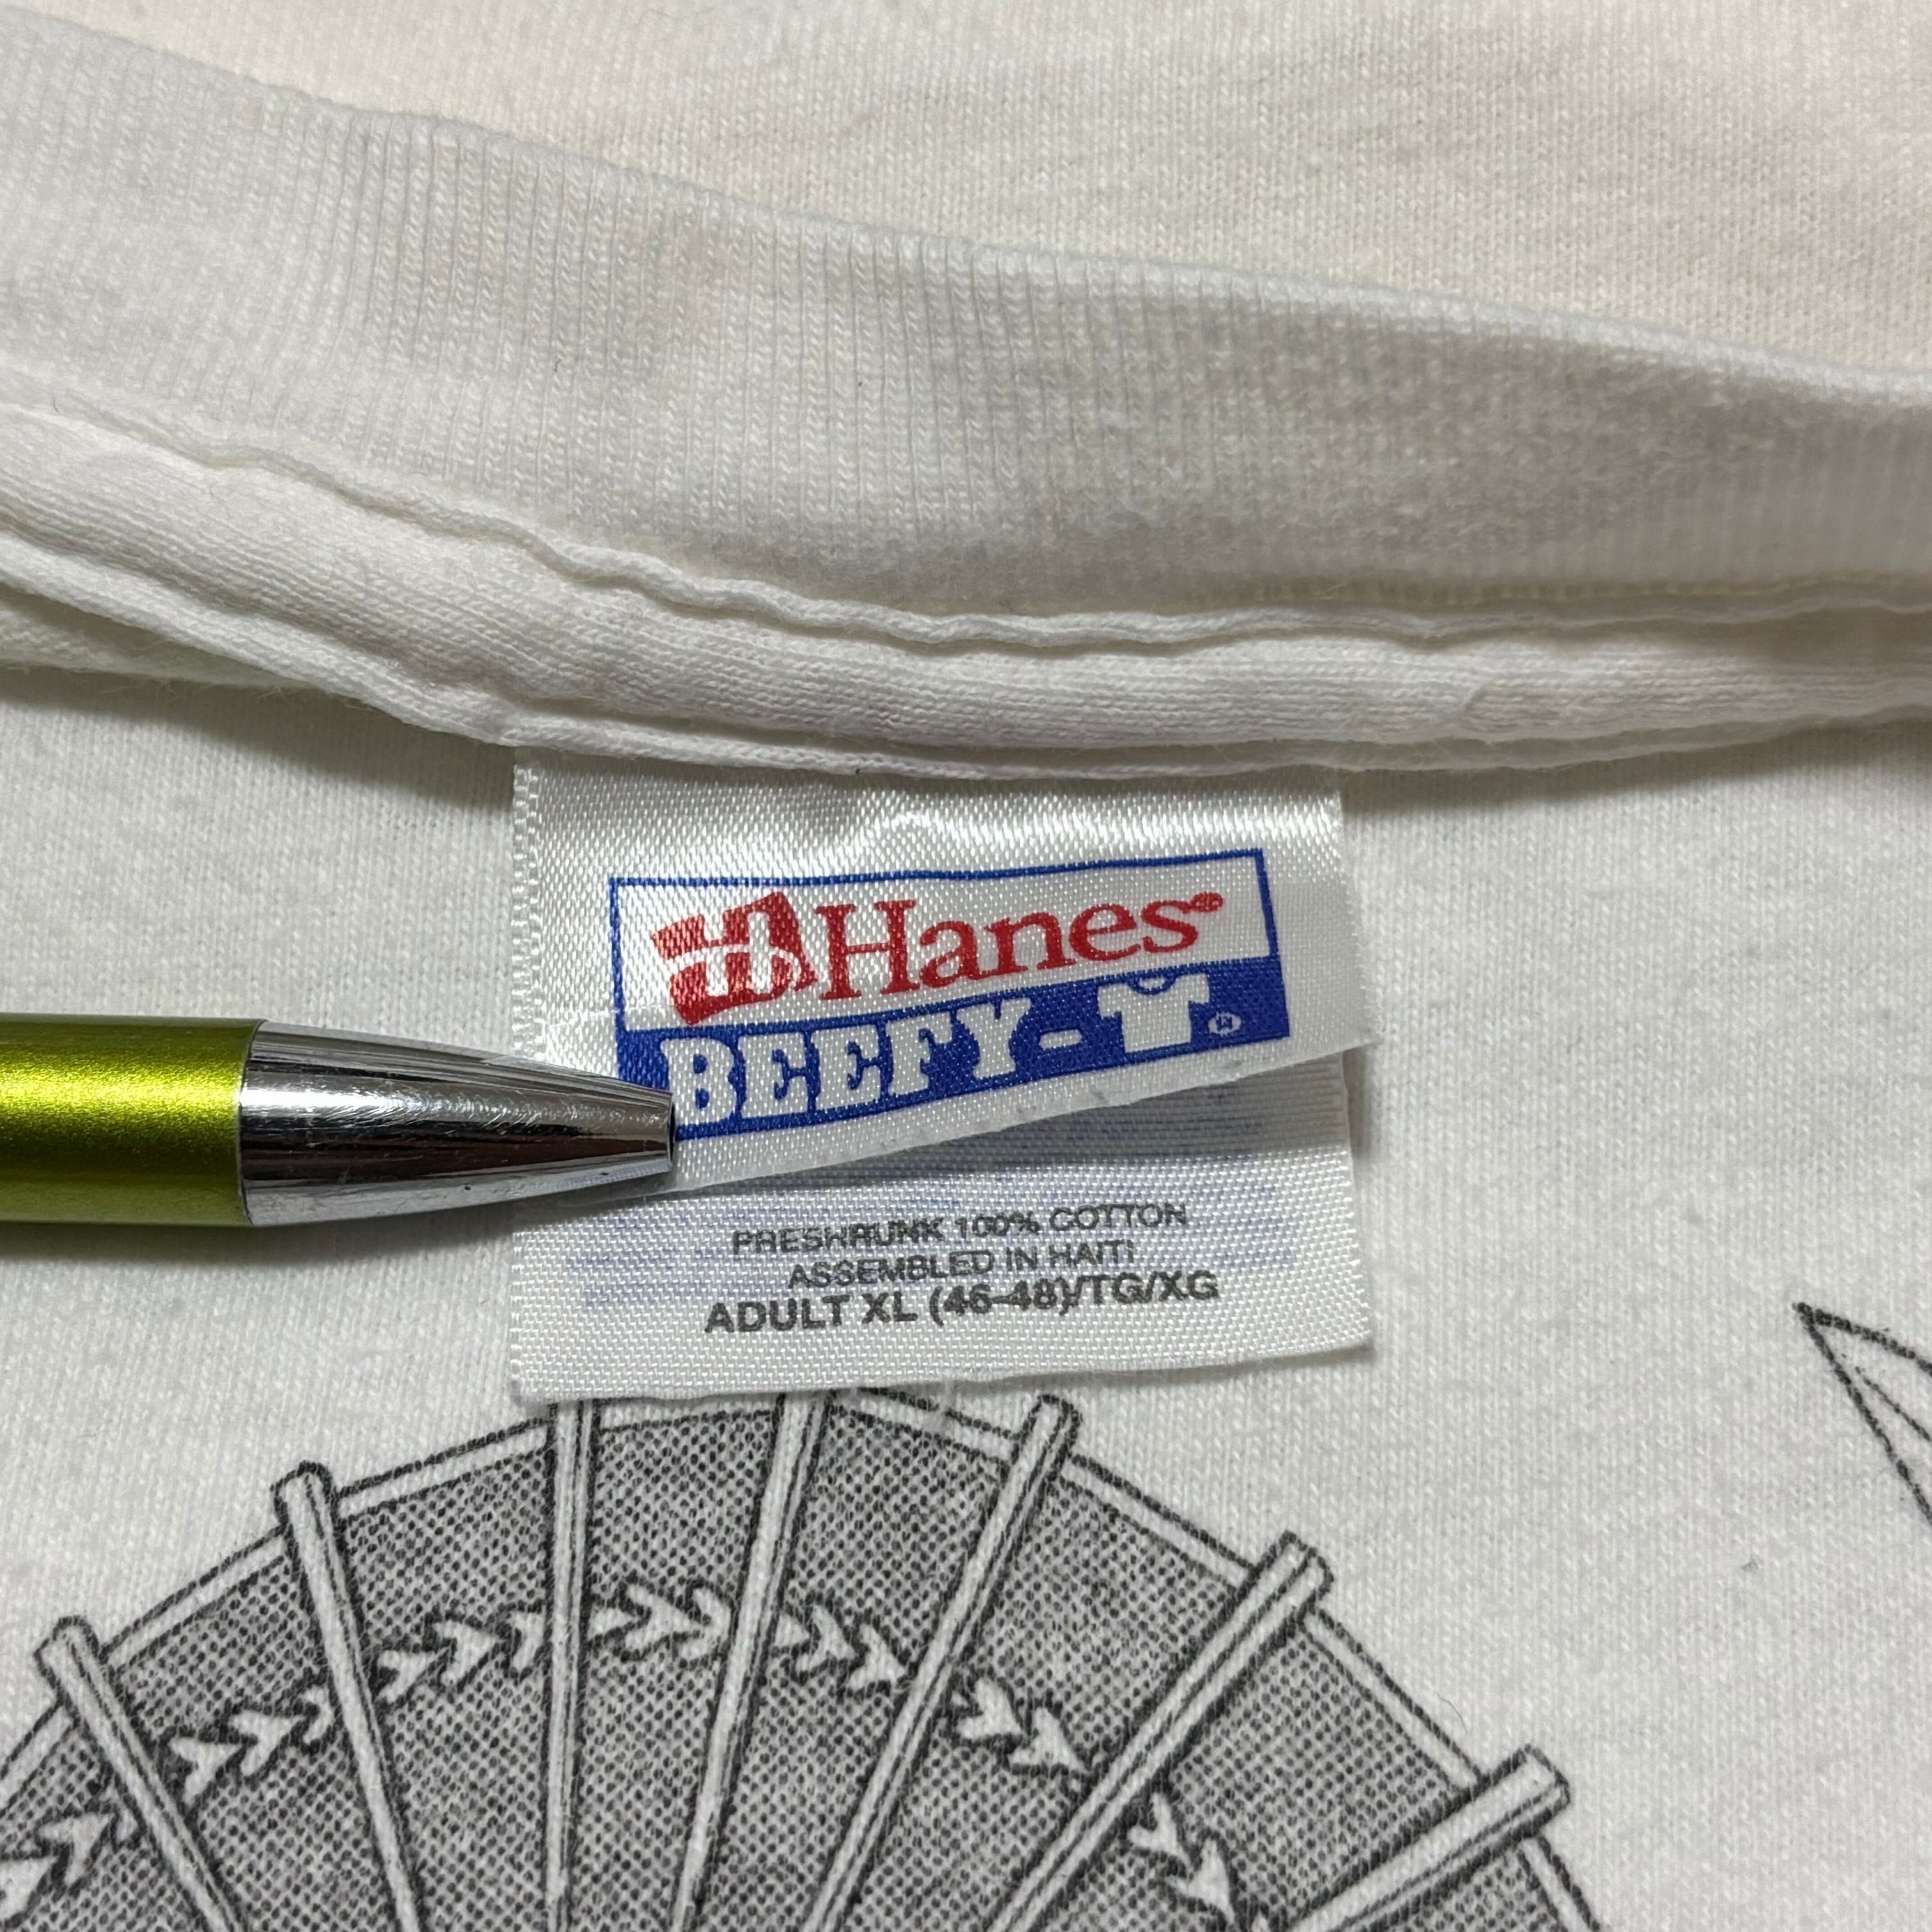 Hanes®
BEEFY-T®
PRESHRUNK 100% COTTON
ASSEMBLED IN HAITI
ADULT XL (46-48)/TG/XG